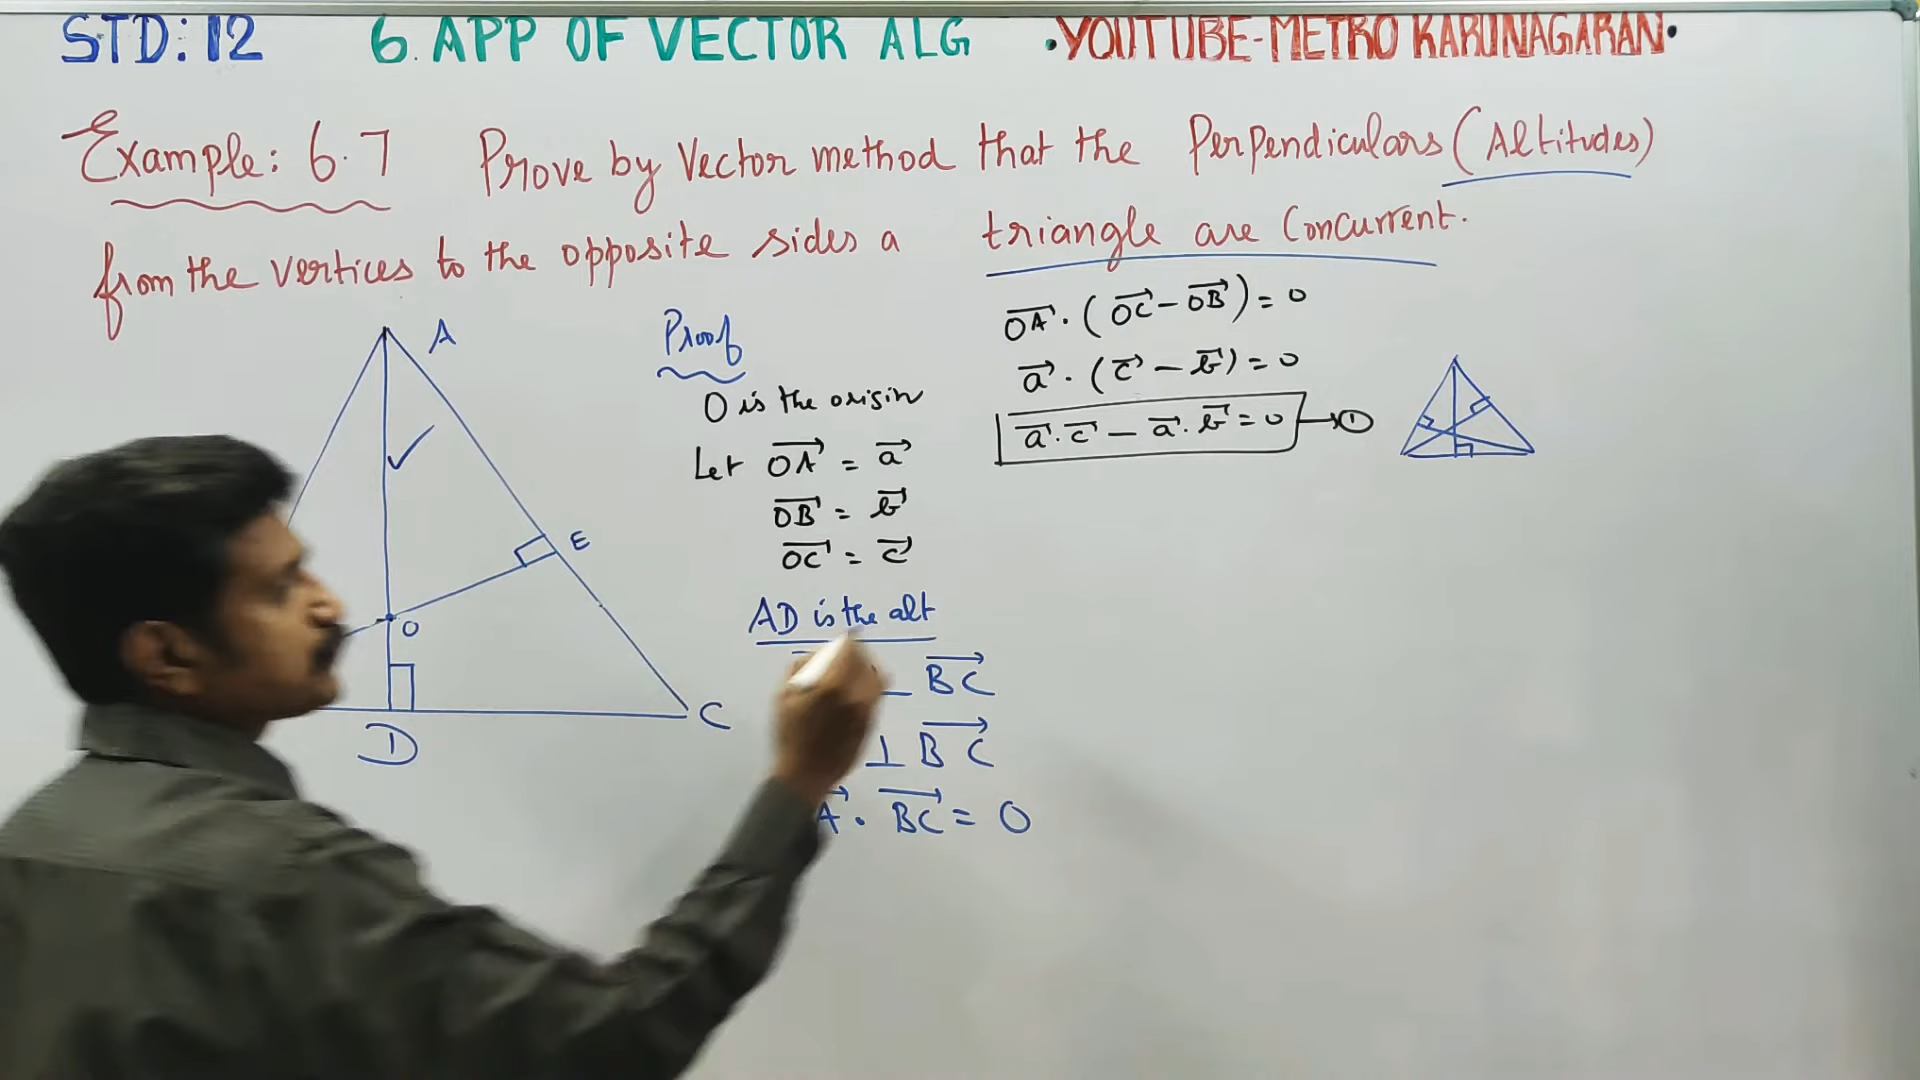 STD: 12 6. APP OF VECTOR ALG •YOUTUBE-METRO KARUNAGARAN•
Example: 6.7 Prove by Vector method that the Perpendiculars (Altitudes)
from the vertices to the opposite sides a triangle are Concurrent.
A
E
O
D
C
Proof
O is the origin
Let OA⃗ = a⃗
OB⃗ = b⃗
OC⃗ = c⃗
AD is the alt
⊥ BC⃗
⊥ BC⃗
A⃗ . BC⃗ = 0
OA⃗ . (OC⃗ – OB⃗) = 0
a⃗ . (c⃗ – b⃗) = 0
a⃗ . c⃗ – a⃗ . b⃗ = 0 → ①